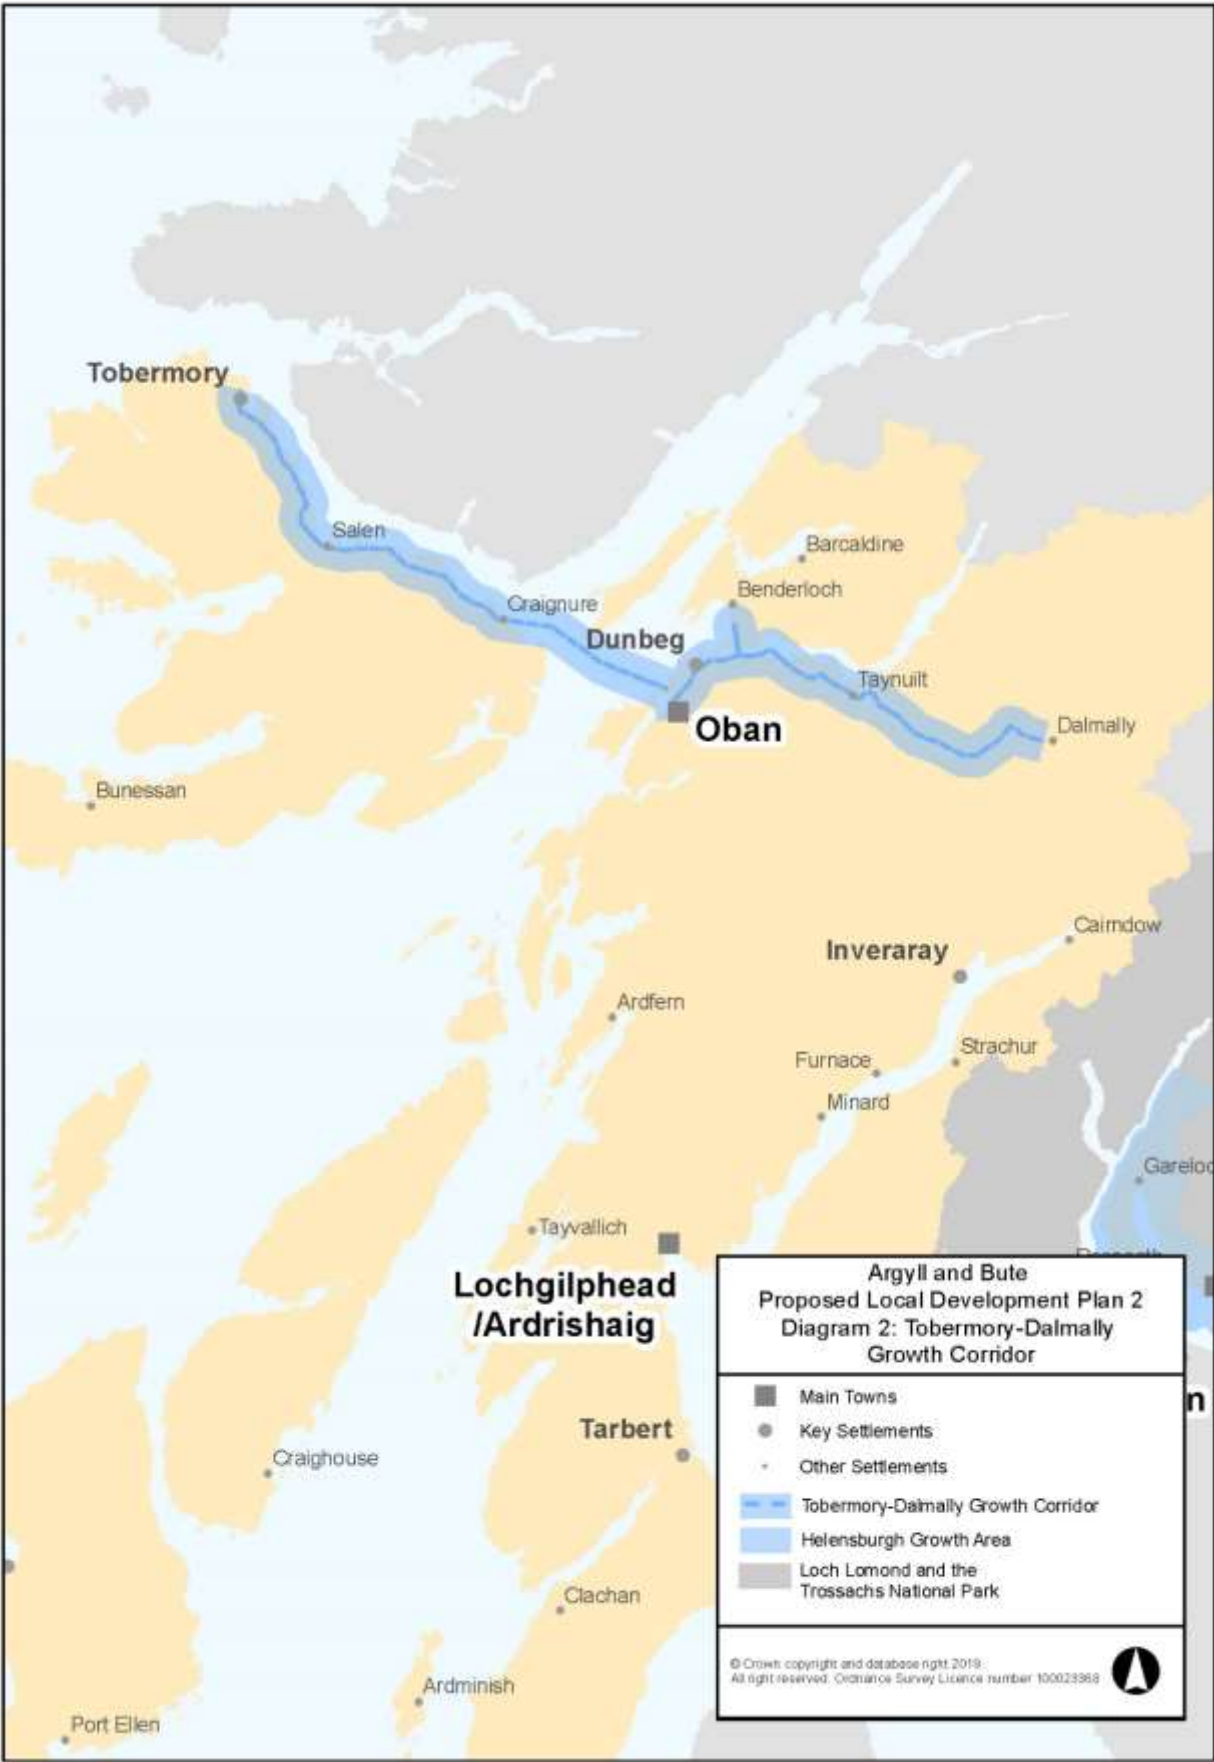 Tobermory
Salen
Barcaldine
Benderloch
Craignure
Dunbeg
Taynuilt
Oban
Dalmally
Bunessan
Cairndow
Inveraray
Ardfern
Strachur
Furnace
Minard
Gareloc
Tayvallich
Lochgilphead
/Ardrishaig
Argyll and Bute
Proposed Local Development Plan 2
Diagram 2: Tobermory-Dalmally
Growth Corridor
Main Towns
n
Key Settlements
Tarbert
Craighouse
Other Settlements
Tobermory-Dalmally Growth Corridor
Helensburgh Growth Area
Loch Lomond and the
Trossachs National Park
Clachan
Ardminish
Port Ellen
© Crown copyright and database right 2019.
All right reserved. Ordnance Survey Licence number 100023368